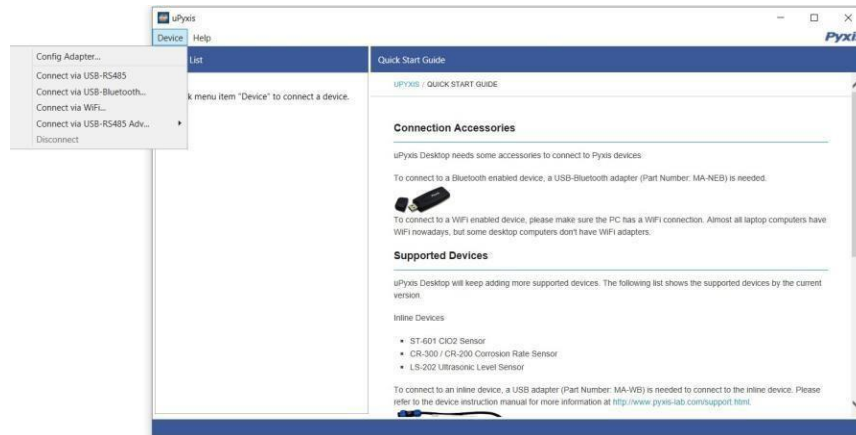 uPyxis
Device Help
Pyxis
Config Adapter...
Connect via USB-RS485
Connect via USB-Bluetooth...
Connect via WiFi...
Connect via USB-RS485 Adv...
Disconnect
List
k menu item "Device" to connect a device.
Quick Start Guide
UPYXIS / QUICK START GUIDE
Connection Accessories
uPyxis Desktop needs some accessories to connect to Pyxis devices
To connect to a Bluetooth enabled device, a USB-Bluetooth adapter (Part Number: MA-NEB) is needed.
To connect to a WiFi enabled device, please make sure the PC has a WiFi connection. Almost all laptop computers have
WiFi nowadays, but some desktop computers don't have WiFi adapters.
Supported Devices
uPyxis Desktop will keep adding more supported devices. The following list shows the supported devices by the current
version.
Inline Devices
ST-601 ClO2 Sensor
CR-300 / CR-200 Corrosion Rate Sensor
LS-202 Ultrasonic Level Sensor
To connect to an inline device, a USB adapter (Part Number: MA-WB) is needed to connect to the inline device. Please
refer to the device instruction manual for more information at http://www.pyxis-lab.com/support.html.